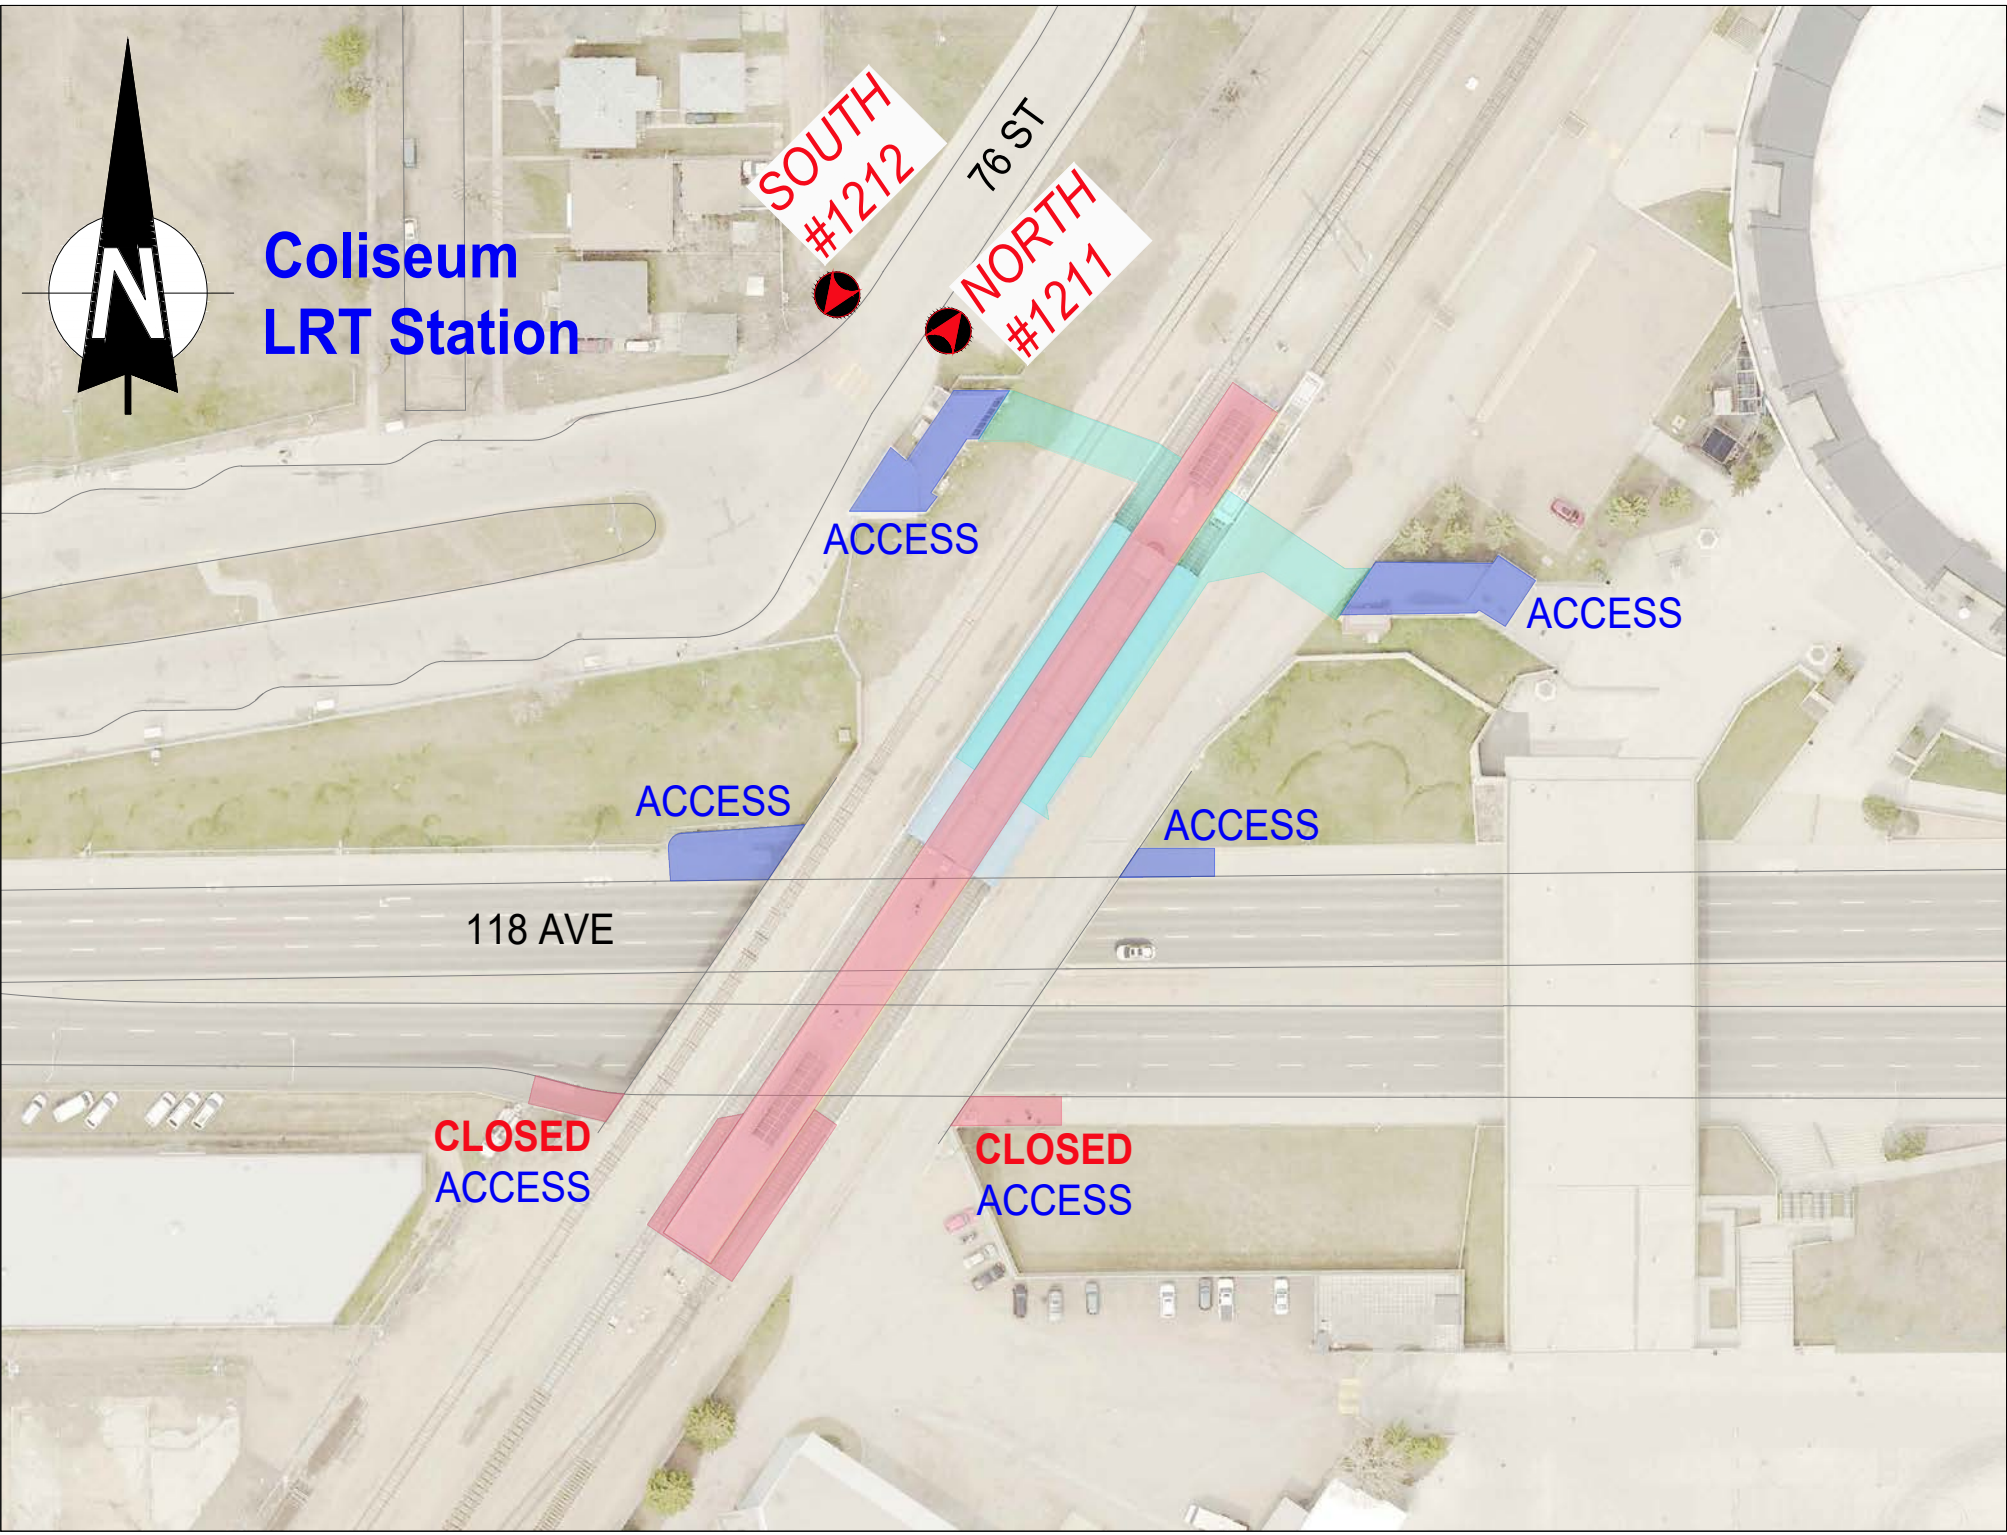 SOUTH
#1212
76 ST
NORTH
#1211
N
Coliseum
LRT Station
ACCESS
ACCESS
ACCESS
ACCESS
118 AVE
CLOSED
ACCESS
CLOSED
ACCESS